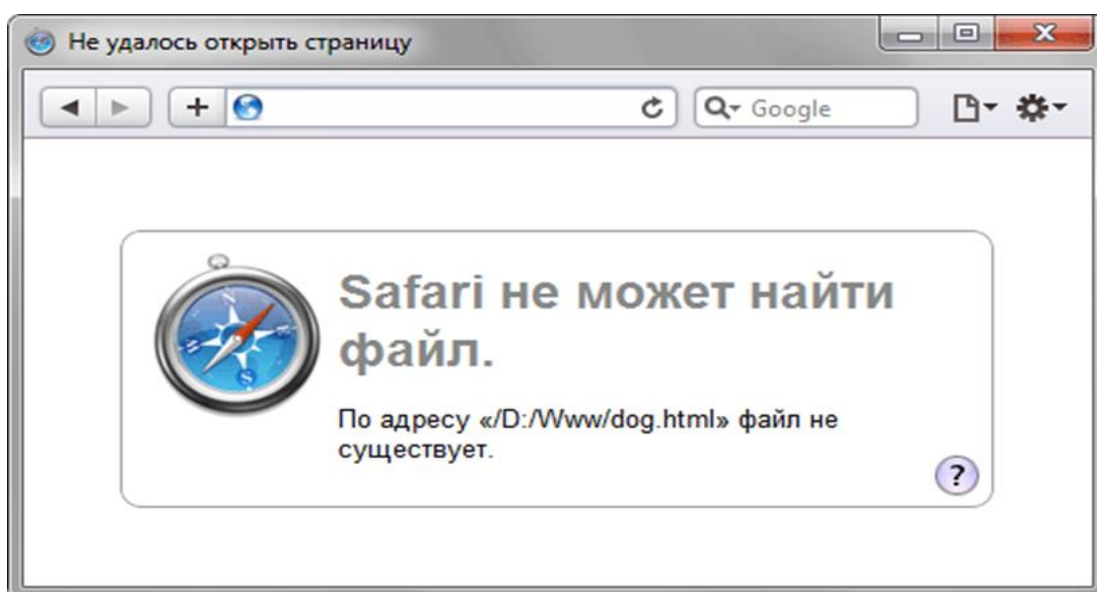 Не удалось открыть страницу
Google
Safari не может найти
файл.
По адресу «/D:/Www/dog.html» файл не
существует.
?